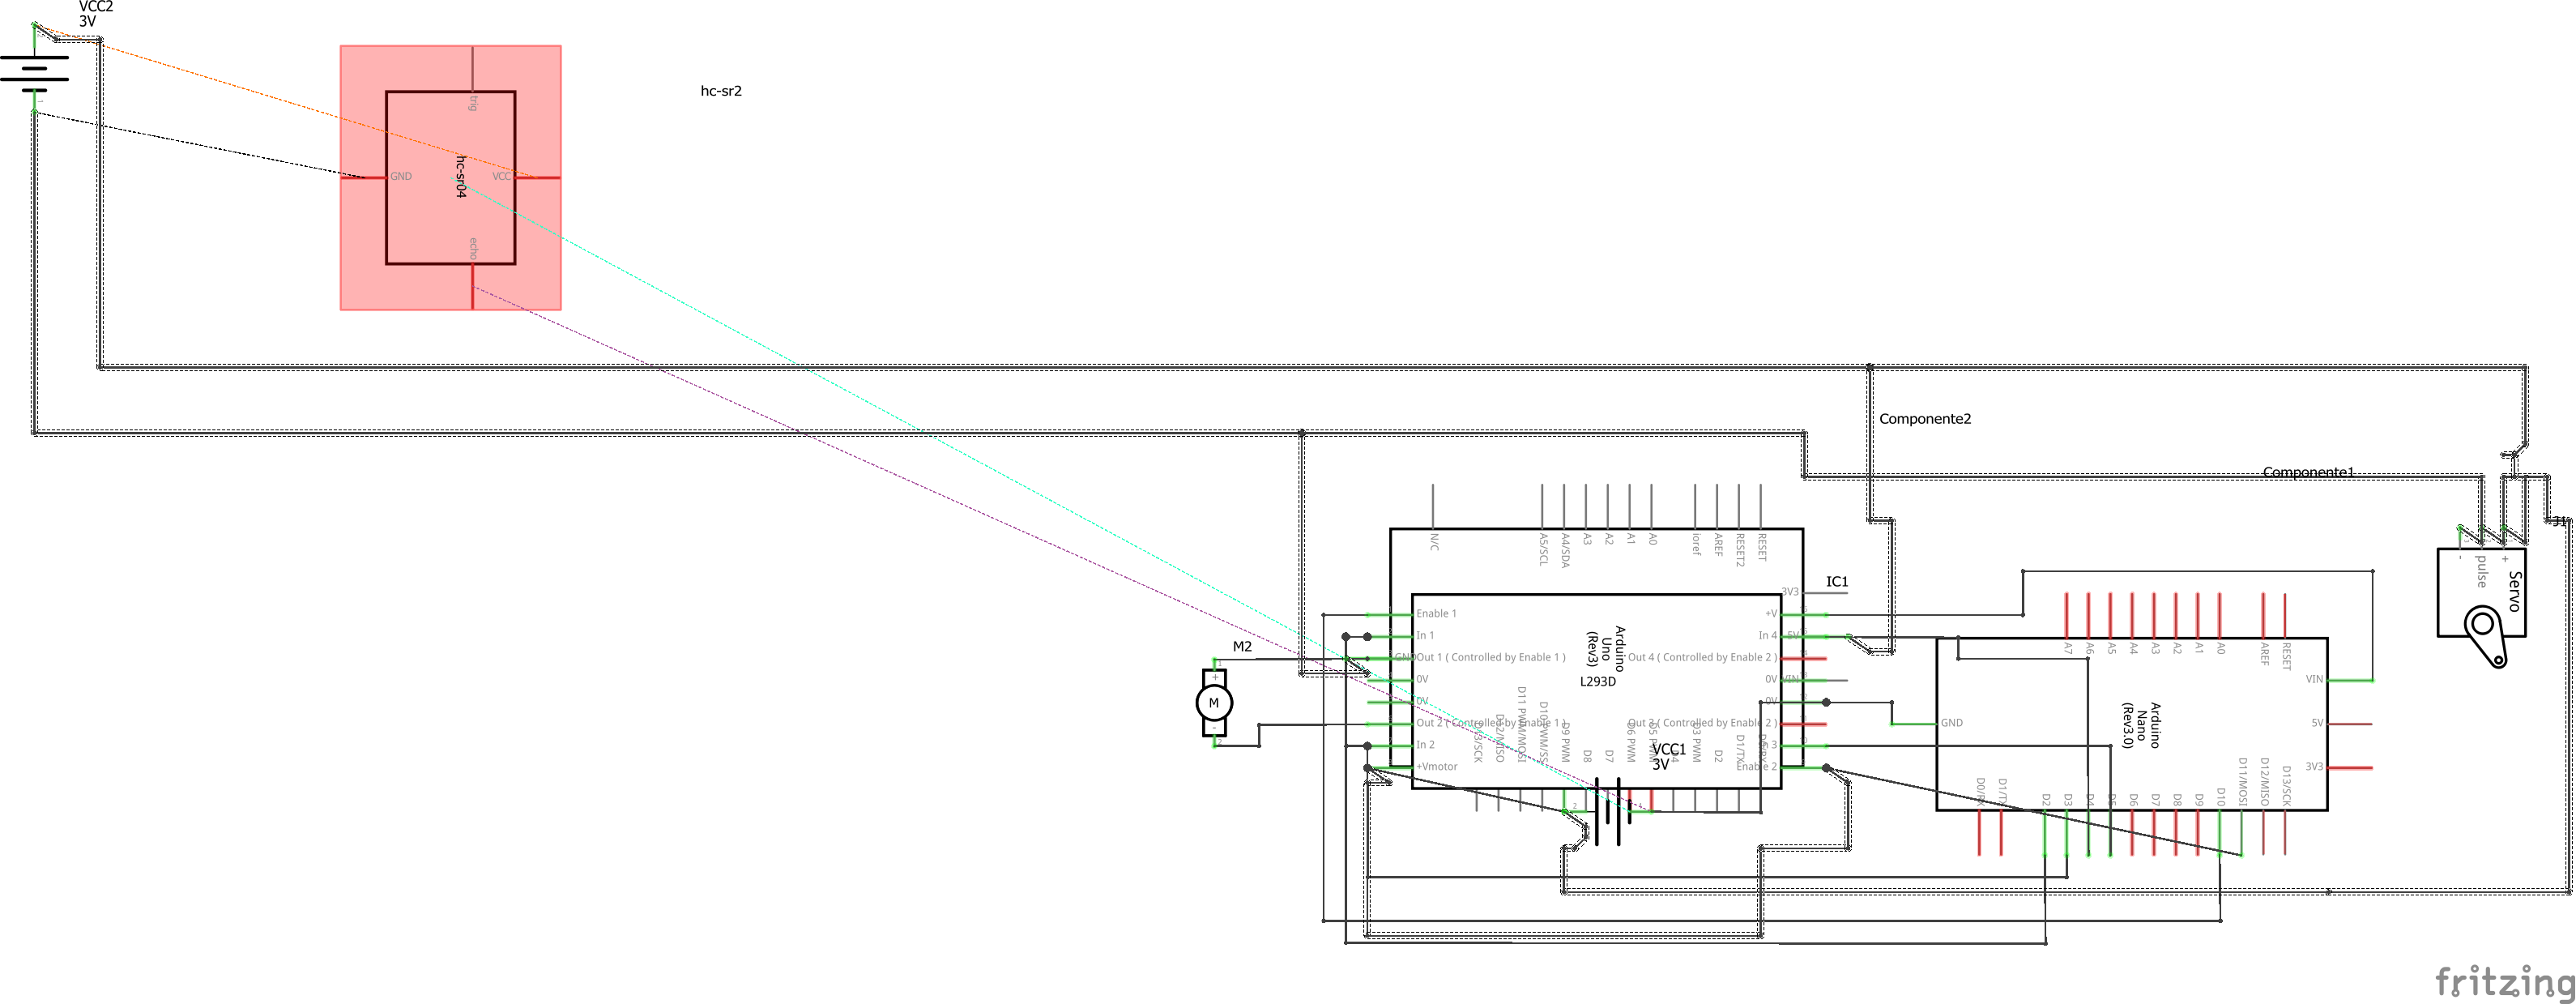 VCC2
3V
hc-sr2
trig
hc-sr04
GND
VCC
echo
Componente2
Componente1
J1
Servo
-
pulse
+
N/C
A5/SCL
A4/SDA
A3
A2
A1
A0
ioref
AREF
RESET2
RESET
3V3
IC1
Enable 1
+V
In 1
In 4
5V
GND
Out 1 ( Controlled by Enable 1 )
Out 4 ( Controlled by Enable 2 )
0V
0V
VIN
0V
0V
Out 2 ( Controlled by Enable 1 )
Out 3 ( Controlled by Enable 2 )
In 2
In 3
+Vmotor
Enable 2
Arduino
Uno
(Rev3)
L293D
D13/SCK
D12/MISO
D11 PWM/MOSI
D10 PWM/SS
D9 PWM
D8
D7
D6 PWM
D5 PWM
D4
D3 PWM
D2
D1/TX
VCC1
3V
2
M2
1
+
M
-
2
A7
A6
A5
A4
A3
A2
A1
A0
AREF
RESET
VIN
5V
3V3
GND
Arduino
Nano
(Rev3.0)
D0/RX
D1/TX
D2
D3
D4
D5
D6
D7
D8
D9
D10
D11/MOSI
D12/MISO
D13/SCK
fritzing